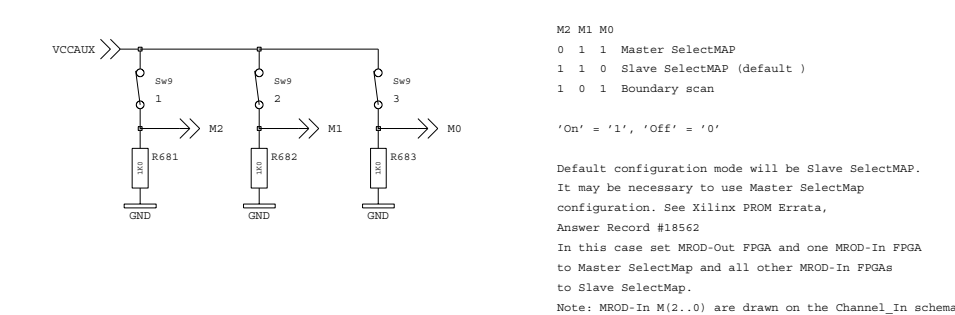 VCCAUX
Sw9
1
Sw9
2
Sw9
3
M2
M1
M0
R681
1K0
R682
1K0
R683
1K0
GND
GND
GND
M2 M1 M0
0 1 1 Master SelectMAP
1 1 0 Slave SelectMAP (default )
1 0 1 Boundary scan
'On' = '1', 'Off' = '0'
Default configuration mode will be Slave SelectMAP.
It may be necessary to use Master SelectMap
configuration. See Xilinx PROM Errata,
Answer Record #18562
In this case set MROD-Out FPGA and one MROD-In FPGA
to Master SelectMap and all other MROD-In FPGAs
to Slave SelectMap.
Note: MROD-In M(2..0) are drawn on the Channel_In schema